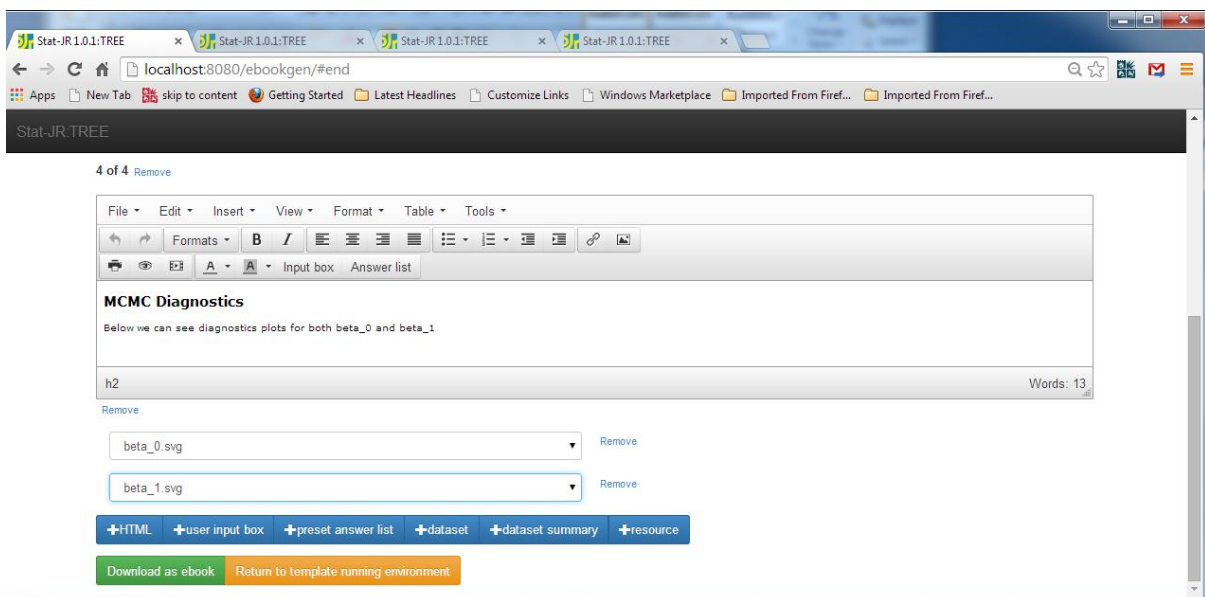 Stat-JR 1.0.1:TREE Stat-JR 1.0.1:TREE Stat-JR 1.0.1:TREE Stat-JR 1.0.1:TREE
localhost:8080/ebookgen/#end
Apps New Tab skip to content Getting Started Latest Headlines Customize Links Windows Marketplace Imported From Firef... Imported From Firef...
Stat-JR:TREE
4 of 4 Remove
File Edit Insert View Format Table Tools
Formats B I
A A Input box Answer list
MCMC Diagnostics
Below we can see diagnostics plots for both beta_0 and beta_1
h2 Words: 13
Remove
beta_0.svg Remove
beta_1.svg Remove
+HTML +user input box +preset answer list +dataset +dataset summary +resource
Download as ebook Return to template running environment